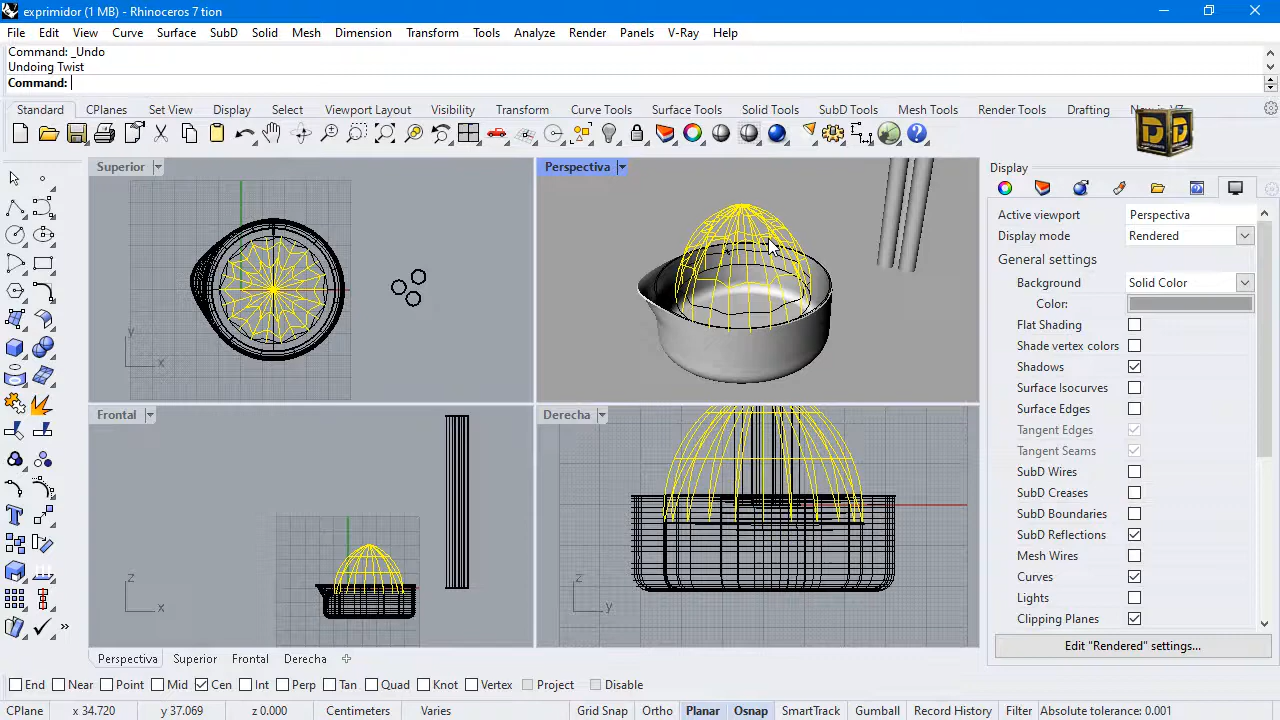 exprimidor (1 MB) - Rhinoceros 7 tion
File Edit View Curve Surface SubD Solid Mesh Dimension Transform Tools Analyze Render Panels V-Ray Help
Command: _Undo
Undoing Twist
Command:
Standard CPlanes Set View Display Select Viewport Layout Visibility Transform Curve Tools Surface Tools Solid Tools SubD Tools Mesh Tools Render Tools Drafting
Superior
Perspectiva
Display
Active viewport Perspectiva
Display mode Rendered
General settings
Background Solid Color
Color:
Flat Shading
Shade vertex colors
Shadows
Surface Isocurves
Surface Edges
Tangent Edges
Tangent Seams
SubD Wires
SubD Creases
SubD Boundaries
SubD Reflections
Mesh Wires
Curves
Lights
Clipping Planes
Edit "Rendered" settings...
y
x
Frontal
Derecha
z
x
z
y
Perspectiva Superior Frontal Derecha
End Near Point Mid Cen Int Perp Tan Quad Knot Vertex Project Disable
CPlane x 34.720 y 37.069 z 0.000 Centimeters Varies Grid Snap Ortho Planar Osnap SmartTrack Gumball Record History Filter Absolute tolerance: 0.001